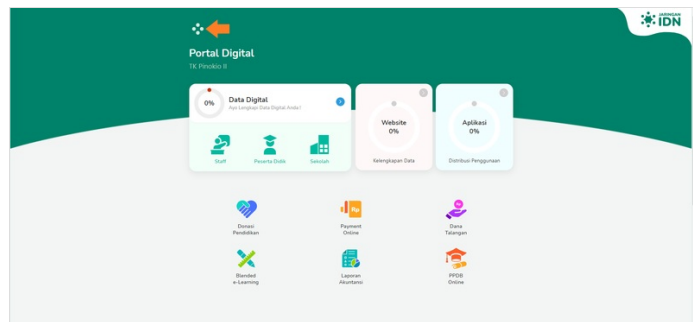 JARINGAN
IDN
Portal Digital
TK Pinokio II
0%
Data Digital
Ayo Lengkapi Data Digital Anda !
Staff
Peserta Didik
Sekolah
Website
0%
Kelengkapan Data
Aplikasi
0%
Distribusi Penggunaan
Donasi
Pendidikan
Rp
Payment
Online
Dana
Talangan
Blended
e-Learning
Laporan
Akuntansi
PPDB
Online